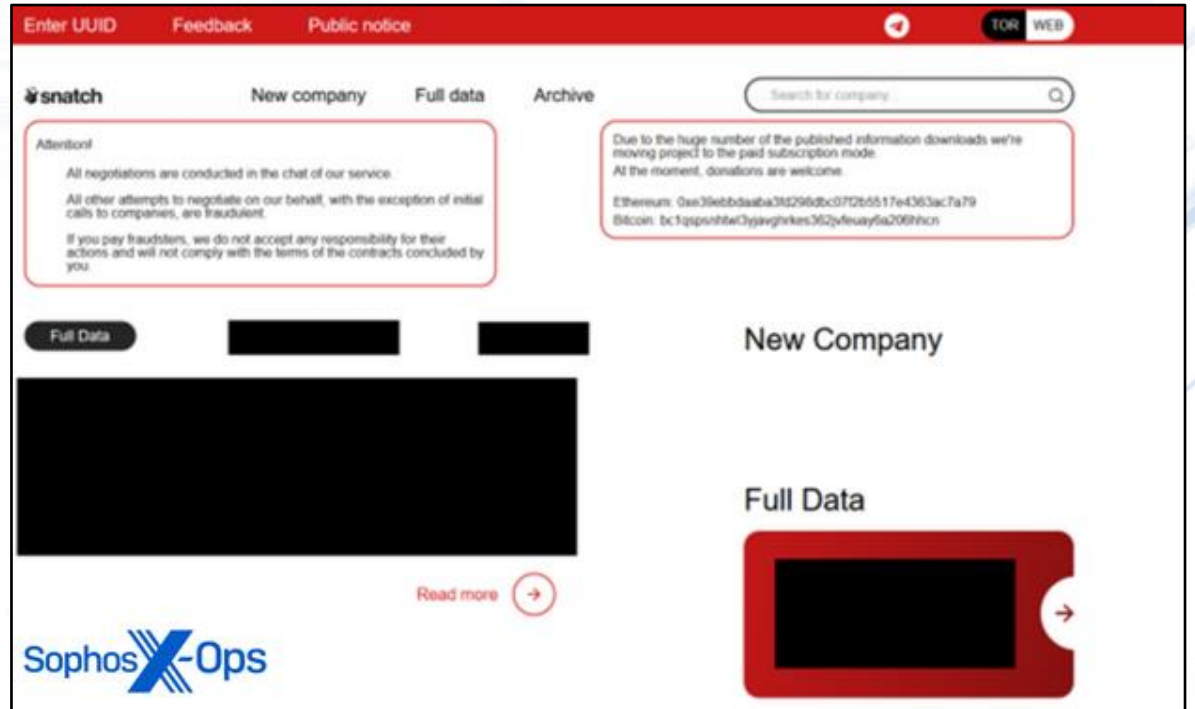 Enter UUID Feedback Public notice TOR WEB
snatch New company Full data Archive Search for company...
Attention!
All negotiations are conducted in the chat of our service.
All other attempts to negotiate on our behalf, with the exception of initial
calls to companies, are fraudulent.
If you pay fraudsters, we do not accept any responsibility for their
actions and will not comply with the terms of the contracts concluded by
you.
Due to the huge number of the published information downloads we're
moving project to the paid subscription mode.
At the moment, donations are welcome.
Ethereum:
Bitcoin:
Full Data
New Company
Full Data
Read more
Sophos X-Ops